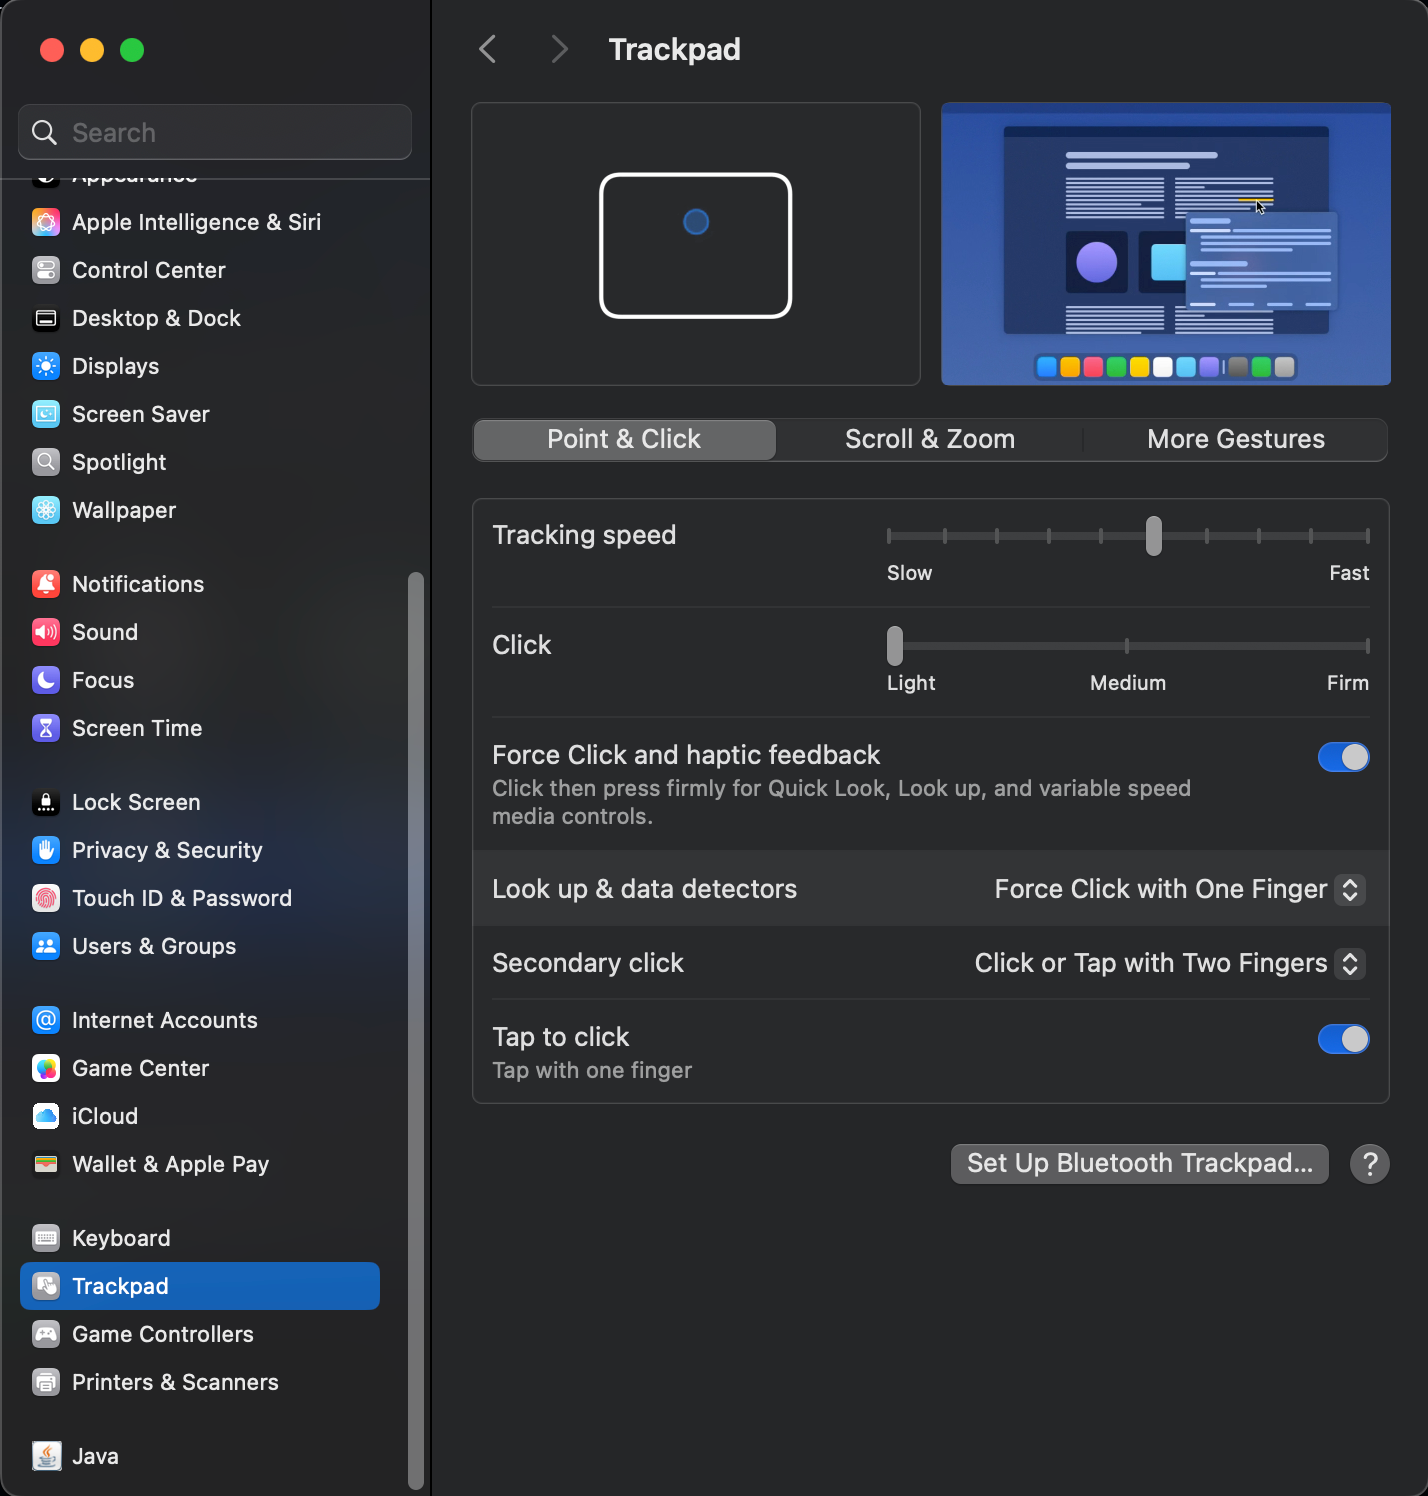 Search
Appearance
Apple Intelligence & Siri
Control Center
Desktop & Dock
Displays
Screen Saver
Spotlight
Wallpaper
Notifications
Sound
Focus
Screen Time
Lock Screen
Privacy & Security
Touch ID & Password
Users & Groups
Internet Accounts
Game Center
iCloud
Wallet & Apple Pay
Keyboard
Trackpad
Game Controllers
Printers & Scanners
Java
Trackpad
Point & Click
Scroll & Zoom
More Gestures
Tracking speed
Slow
Fast
Click
Light
Medium
Firm
Force Click and haptic feedback
Click then press firmly for Quick Look, Look up, and variable speed
media controls.
Look up & data detectors
Force Click with One Finger
Secondary click
Click or Tap with Two Fingers
Tap to click
Tap with one finger
Set Up Bluetooth Trackpad...
?